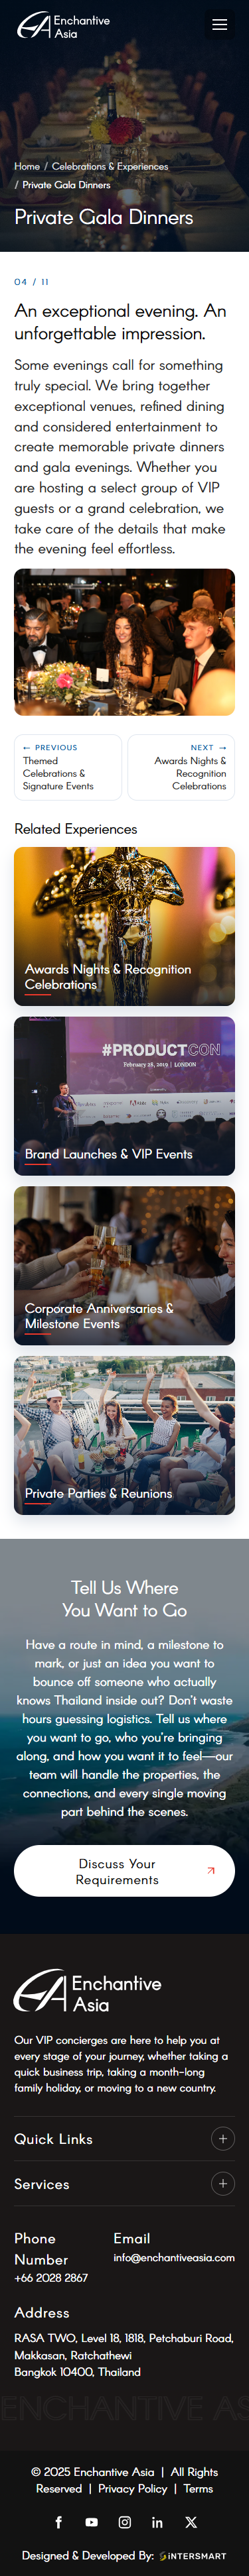 Enchantive
Asia
Home / Celebrations & Experiences
/ Private Gala Dinners
Private Gala Dinners
04 / 11
An exceptional evening. An
unforgettable impression.
Some evenings call for something
truly special. We bring together
exceptional venues, refined dining
and considered entertainment to
create memorable private dinners
and gala evenings. Whether you
are hosting a select group of VIP
guests or a grand celebration, we
take care of the details that make
the evening feel effortless.
← PREVIOUS
Themed
Celebrations &
Signature Events
NEXT →
Awards Nights &
Recognition
Celebrations
Related Experiences
Awards Nights & Recognition
Celebrations
#PRODUCTCON
February 28, 2019 | LONDON
Brand Launches & VIP Events
Corporate Anniversaries &
Milestone Events
Private Parties & Reunions
Tell Us Where
You Want to Go
Have a route in mind, a milestone to
mark, or just an idea you want to
bounce off someone who actually
knows Thailand inside out? Don't waste
hours guessing logistics. Tell us where
you want to go, who you're bringing
along, and how you want it to feel—our
team will handle the properties, the
connections, and every single moving
part behind the scenes.
Discuss Your
Requirements
Enchantive
Asia
Our VIP concierges are here to help you at
every stage of your journey, whether taking a
quick business trip, taking a month-long
family holiday, or moving to a new country.
Quick Links
Services
Phone
Number
+66 2028 2867
Email
info@enchantiveasia.com
Address
RASA TWO, Level 18, 1818, Petchaburi Road,
Makkasan, Ratchathewi
Bangkok 10400, Thailand
ENCHANTIVE AS
© 2025 Enchantive Asia | All Rights
Reserved | Privacy Policy | Terms
Designed & Developed By: INTERSMART